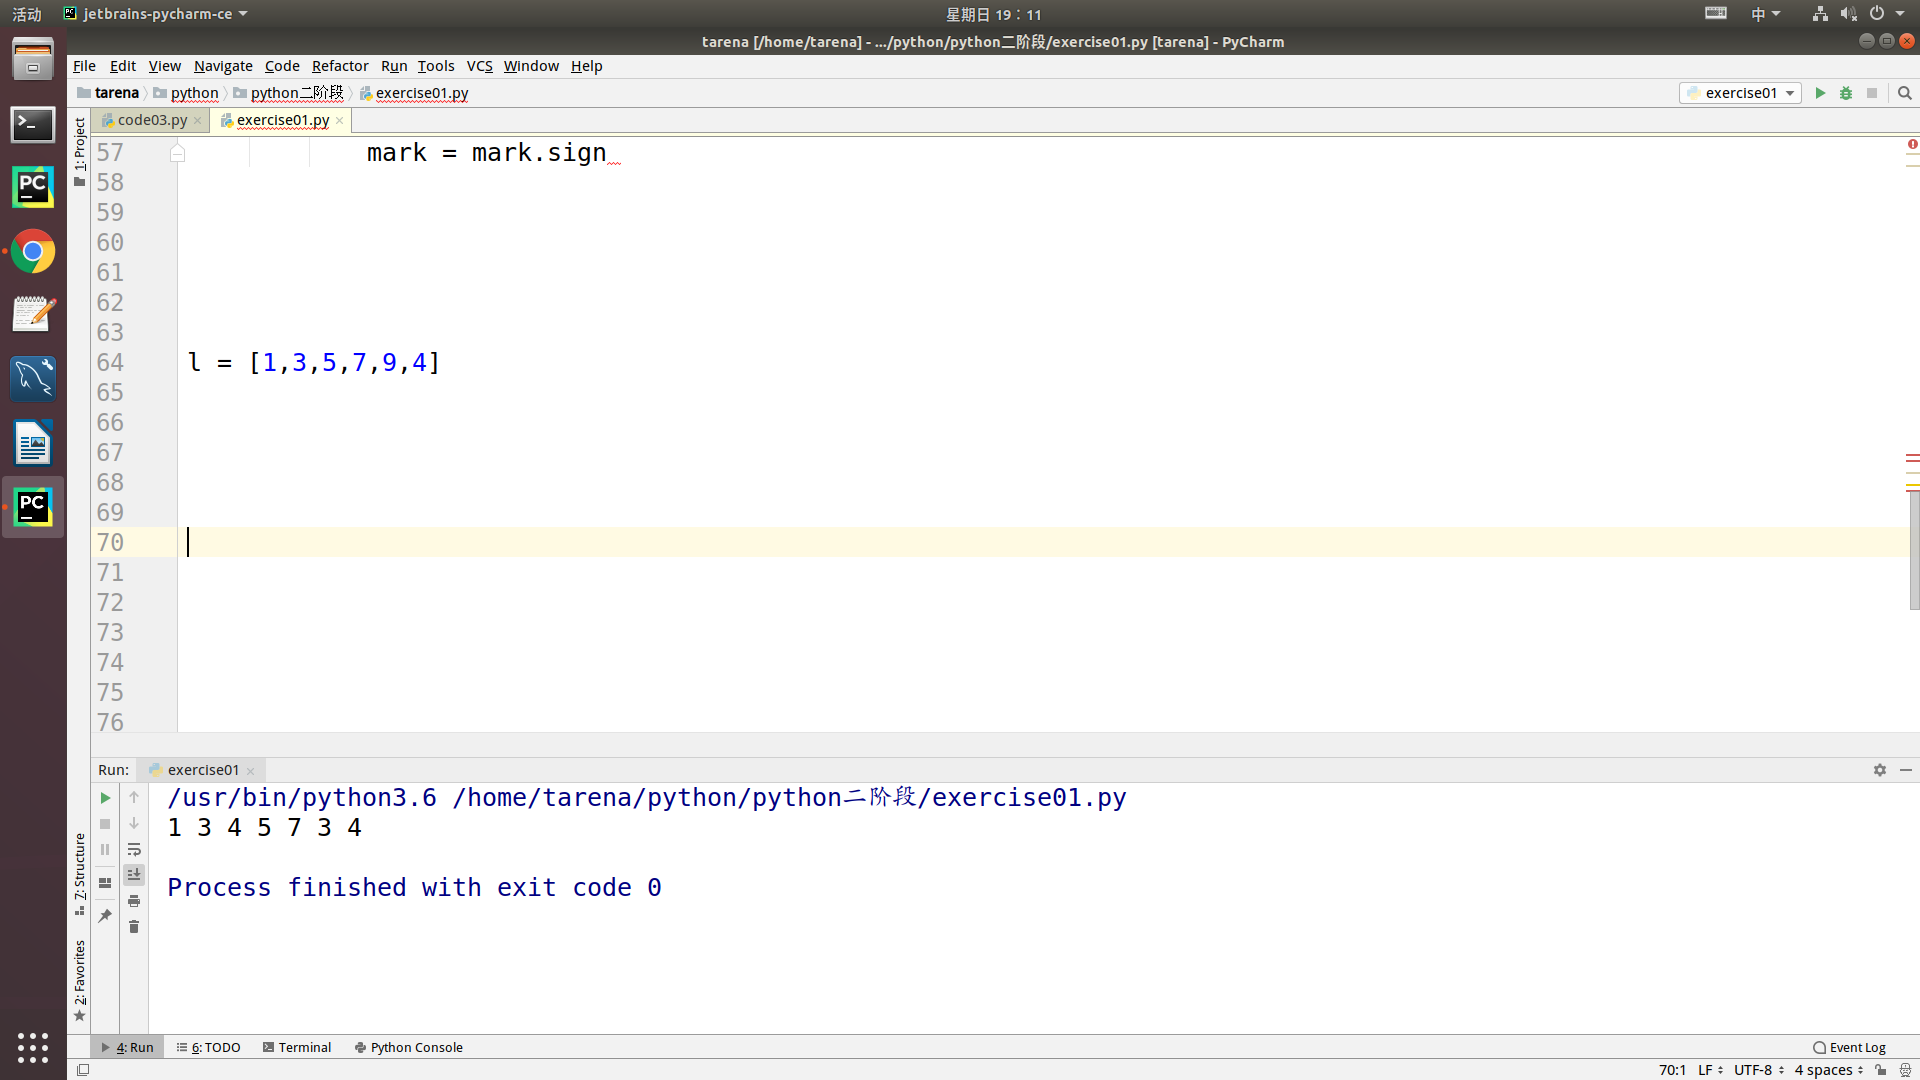 活动 jetbrains-pycharm-ce 星期日 19：11 中
tarena [/home/tarena] - .../python/python二阶段/exercise01.py [tarena] - PyCharm
File Edit View Navigate Code Refactor Run Tools VCS Window Help
tarena python python二阶段 exercise01.py exercise01
code03.py exercise01.py
1: Project
57 mark = mark.sign
58
59
60
61
62
63
64 l = [1,3,5,7,9,4]
65
66
67
68
69
70
71
72
73
74
75
76
Run: exercise01
/usr/bin/python3.6 /home/tarena/python/python二阶段/exercise01.py
1 3 4 5 7 3 4
Process finished with exit code 0
7: Structure
2: Favorites
4: Run 6: TODO Terminal Python Console Event Log
70:1 LF UTF-8 4 spaces